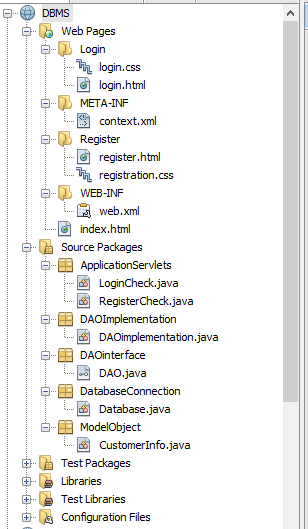 DBMS
Web Pages
Login
login.css
login.html
META-INF
context.xml
Register
register.html
registration.css
WEB-INF
web.xml
index.html
Source Packages
ApplicationServlets
LoginCheck.java
RegisterCheck.java
DAOImplementation
DAOimplementation.java
DAOinterface
DAO.java
DatabaseConnection
Database.java
ModelObject
CustomerInfo.java
Test Packages
Libraries
Test Libraries
Configuration Files